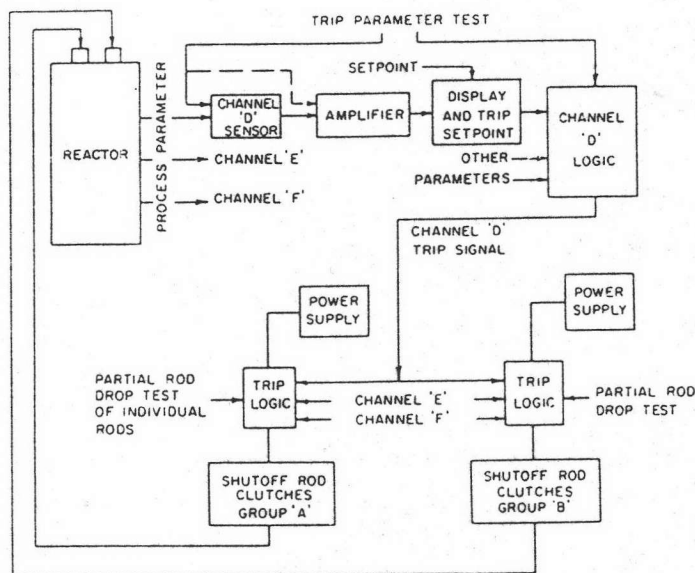 TRIP PARAMETER TEST
SETPOINT
REACTOR
PROCESS PARAMETER
CHANNEL
'D'
SENSOR
AMPLIFIER
DISPLAY
AND TRIP
SETPOINT
CHANNEL
'D'
LOGIC
CHANNEL 'E'
CHANNEL 'F'
OTHER
PARAMETERS
CHANNEL 'D'
TRIP SIGNAL
POWER
SUPPLY
POWER
SUPPLY
PARTIAL ROD
DROP TEST
OF INDIVIDUAL
RODS
TRIP
LOGIC
CHANNEL 'E'
CHANNEL 'F'
TRIP
LOGIC
PARTIAL ROD
DROP TEST
SHUTOFF ROD
CLUTCHES
GROUP 'A'
SHUTOFF ROD
CLUTCHES
GROUP 'B'